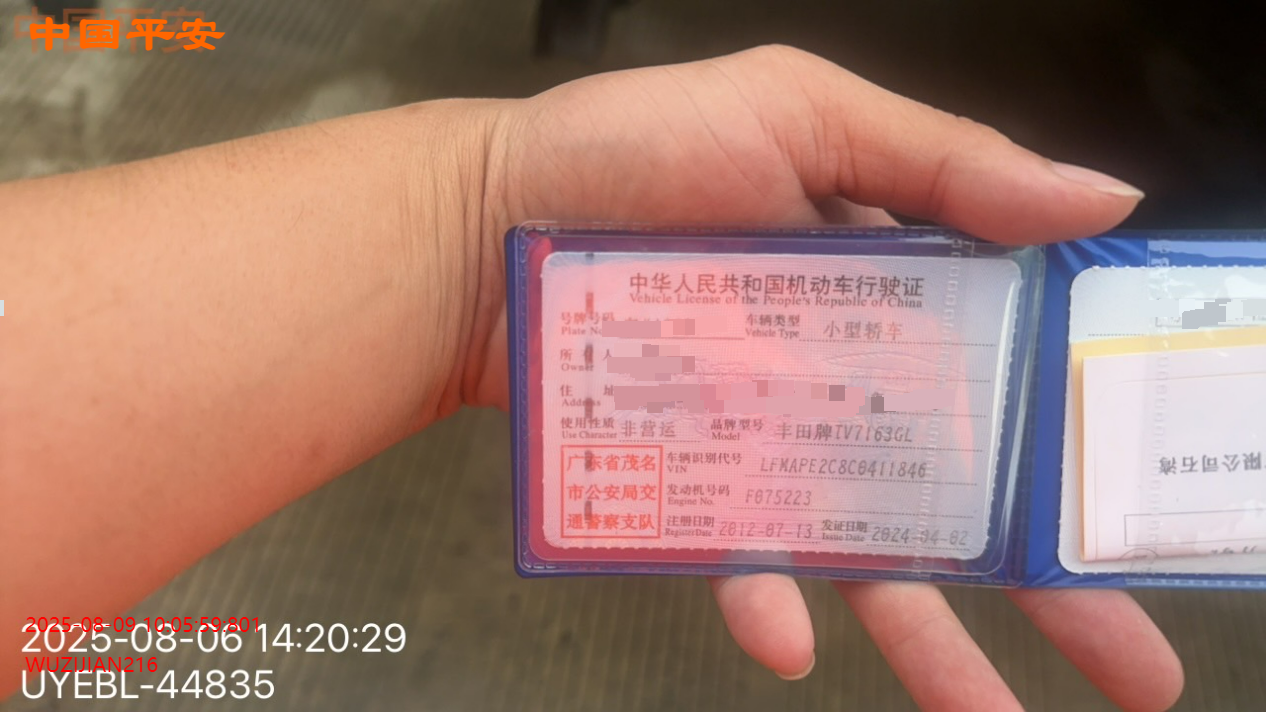 中国平安
中华人民共和国机动车行驶证
Vehicle License of the People's Republic of China
号牌号码 车辆类型 小型轿车
Plate No. Vehicle Type
所有人
Owner
住址
Address
使用性质 非营运 品牌型号 丰田牌TV7163GL
Use Character Model
广东省茂名
市公安局交
通警察支队
车辆识别代号 LFMAPE2C8C0411846
VIN
发动机号码 F075223
Engine No.
注册日期 2012-07-13 发证日期 2024-04-02
Register Date Issue Date
限公司石湾
2025-08-09 10:05:59:801
2025-08-06 14:20:29
WUZIJIAN216
UYEBL-44835